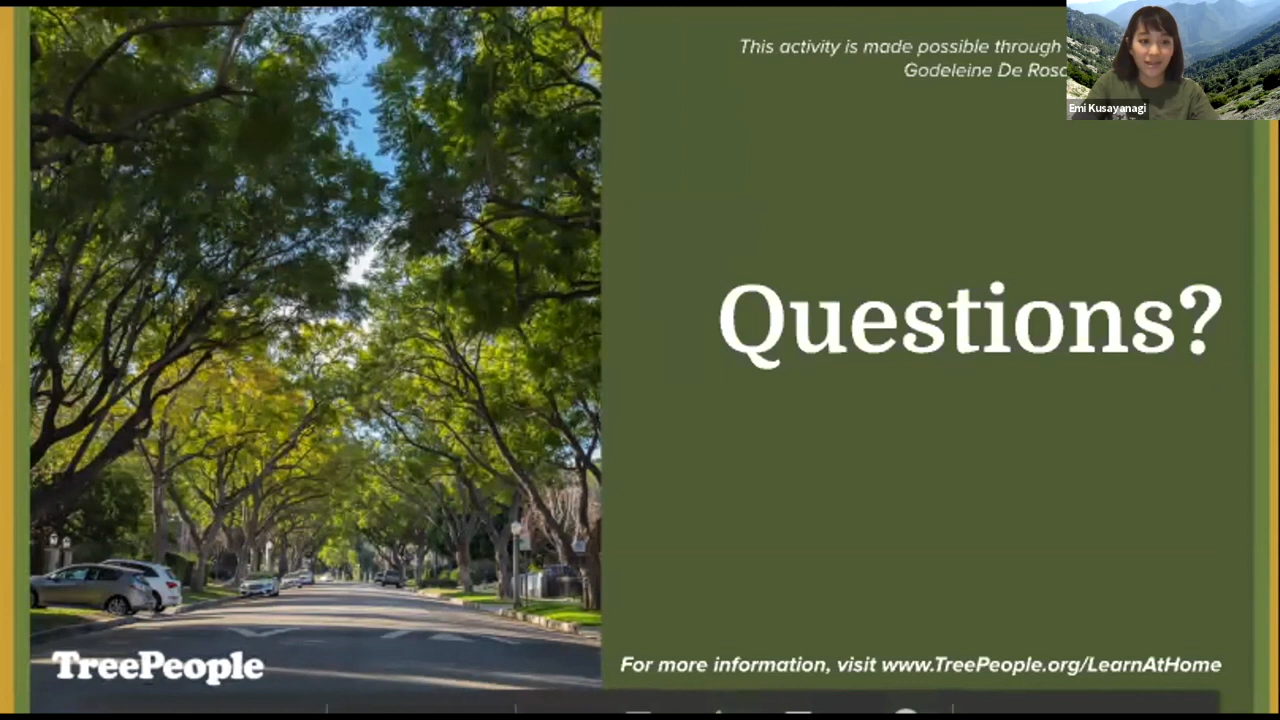 This activity is made possible through
Godeleine De
Emi Kusayanagi
Questions?
TreePeople
For more information, visit www.TreePeople.org/LearnAtHome